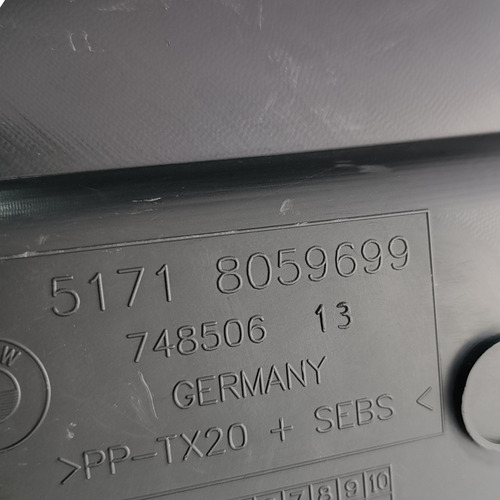 5171 8059699
748506 13
GERMANY
>PP-TX20 + SEBS<
7 8 9 10